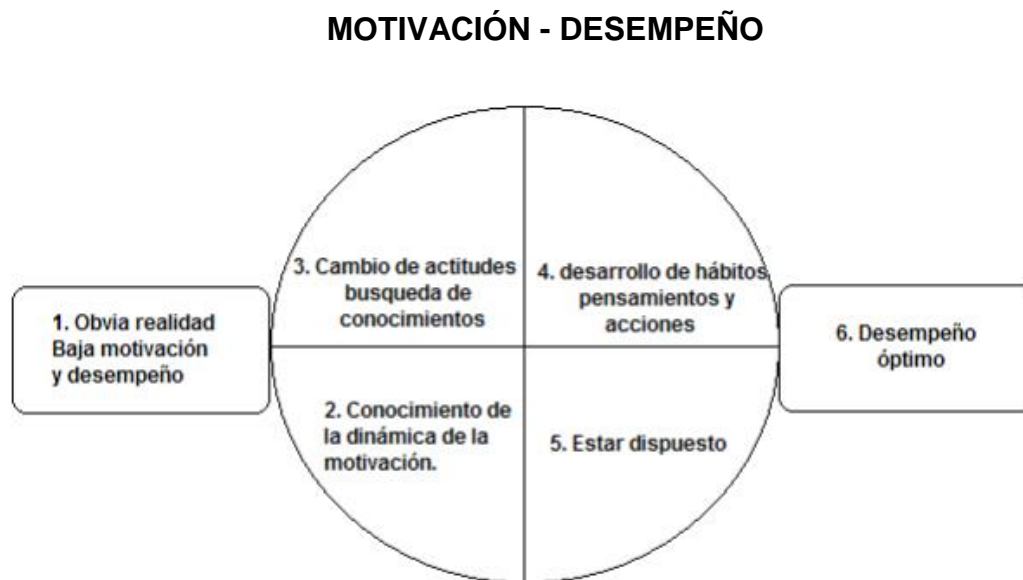 MOTIVACIÓN - DESEMPEÑO
1. Obvia realidad
Baja motivación
y desempeño
2. Conocimiento de
la dinámica de la
motivación.
3. Cambio de actitudes
busqueda de
conocimientos
4. desarrollo de hábitos,
pensamientos y
acciones
5. Estar dispuesto
6. Desempeño
óptimo